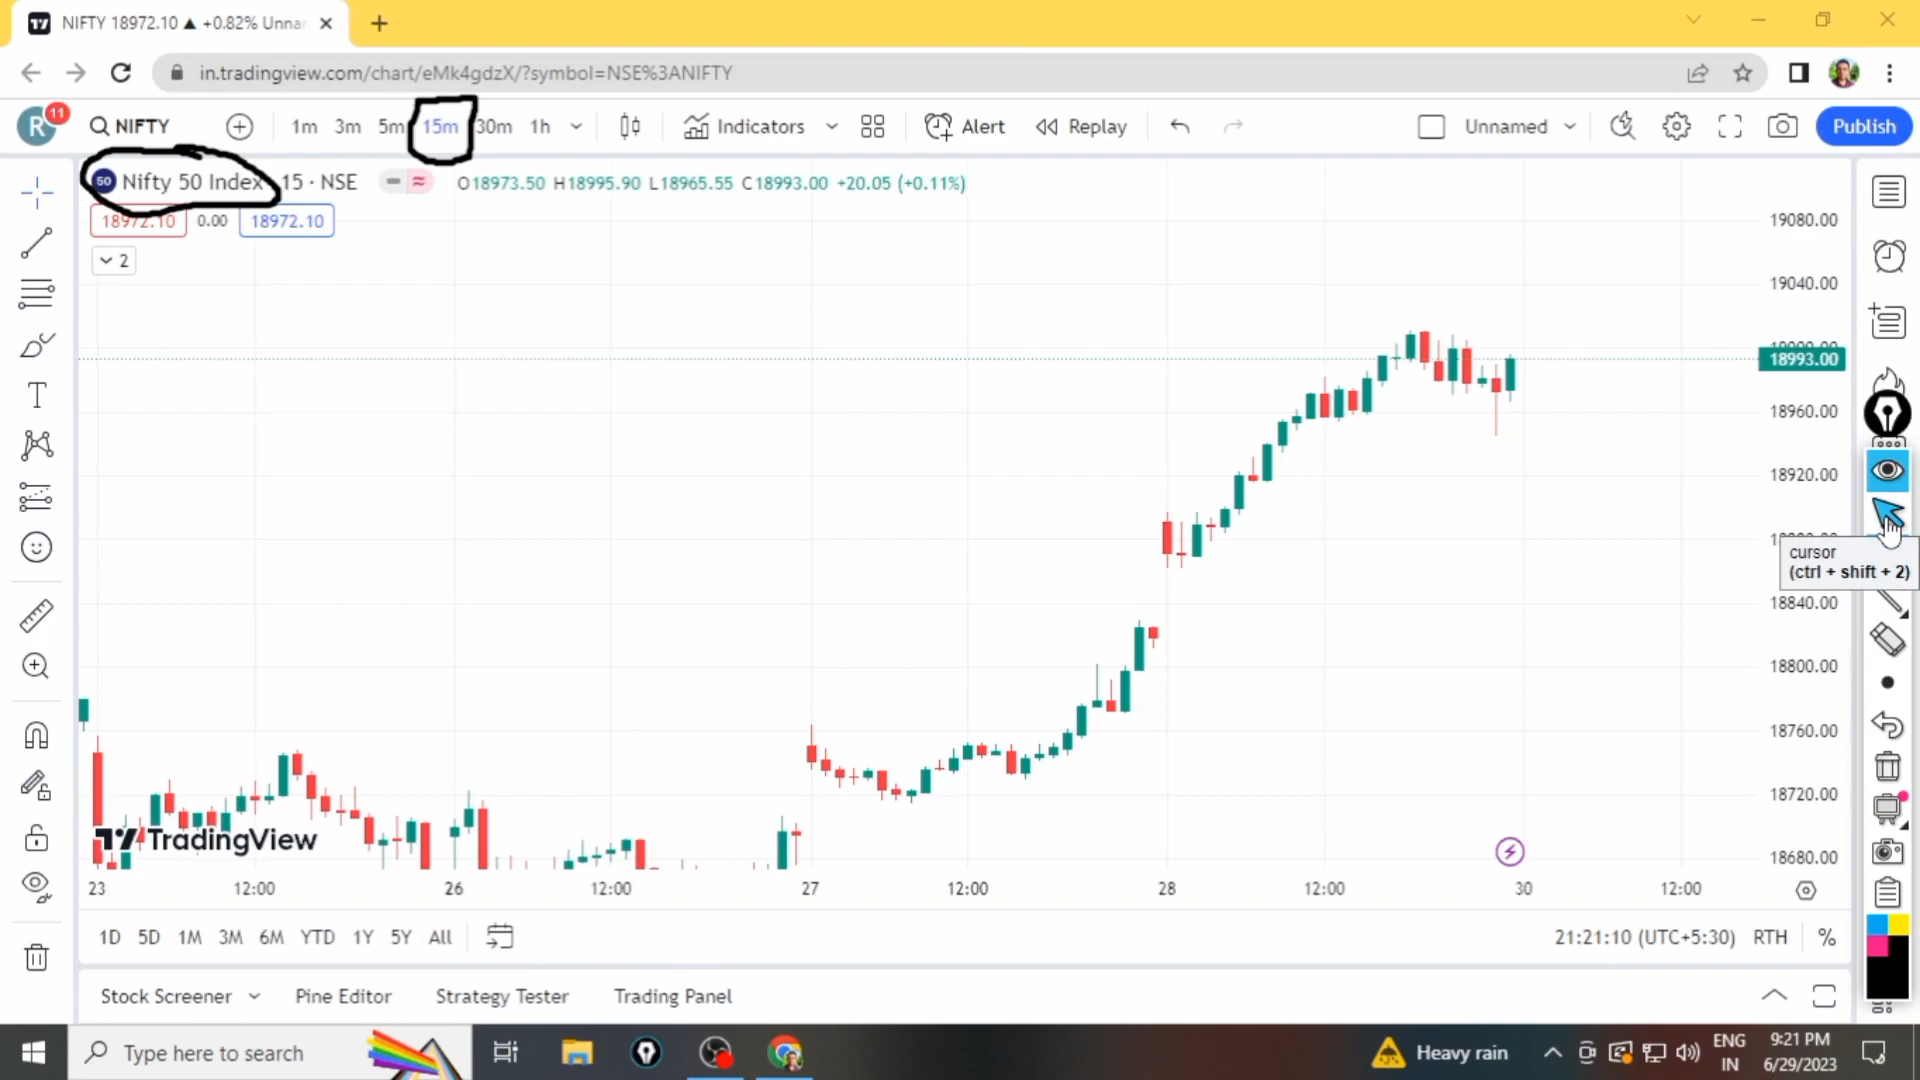 NIFTY 18972.10 ▲ +0.82% Unnar
in.tradingview.com/chart/eMk4gdzX/?symbol=NSE%3ANIFTY
R 11 NIFTY 1m 3m 5m 15m 30m 1h Indicators Alert Replay Unnamed Publish
50 Nifty 50 Index · 15 · NSE O18973.50 H18995.90 L18965.55 C18993.00 +20.05 (+0.11%)
18972.10 0.00 18972.10
2
19080.00
19040.00
19000.00
18993.00
18960.00
18920.00
cursor
(ctrl + shift + 2)
18840.00
18800.00
18760.00
18720.00
18680.00
TradingView
23 12:00 26 12:00 27 12:00 28 12:00 30 12:00
1D 5D 1M 3M 6M YTD 1Y 5Y All 21:21:10 (UTC+5:30) RTH %
Stock Screener Pine Editor Strategy Tester Trading Panel
Type here to search Heavy rain ENG IN 9:21 PM 6/29/2023